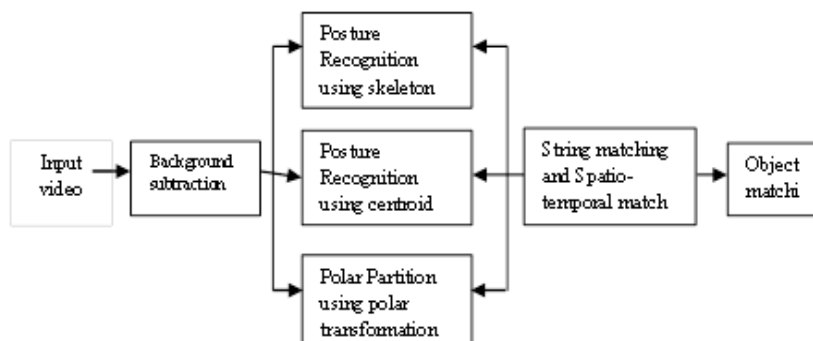 Input
video
Background
subtraction
Posture
Recognition
using skeleton
Posture
Recognition
using centroid
Polar Partition
using polar
transformation
String matching
and Spatio-
temporal match
Object
matchi